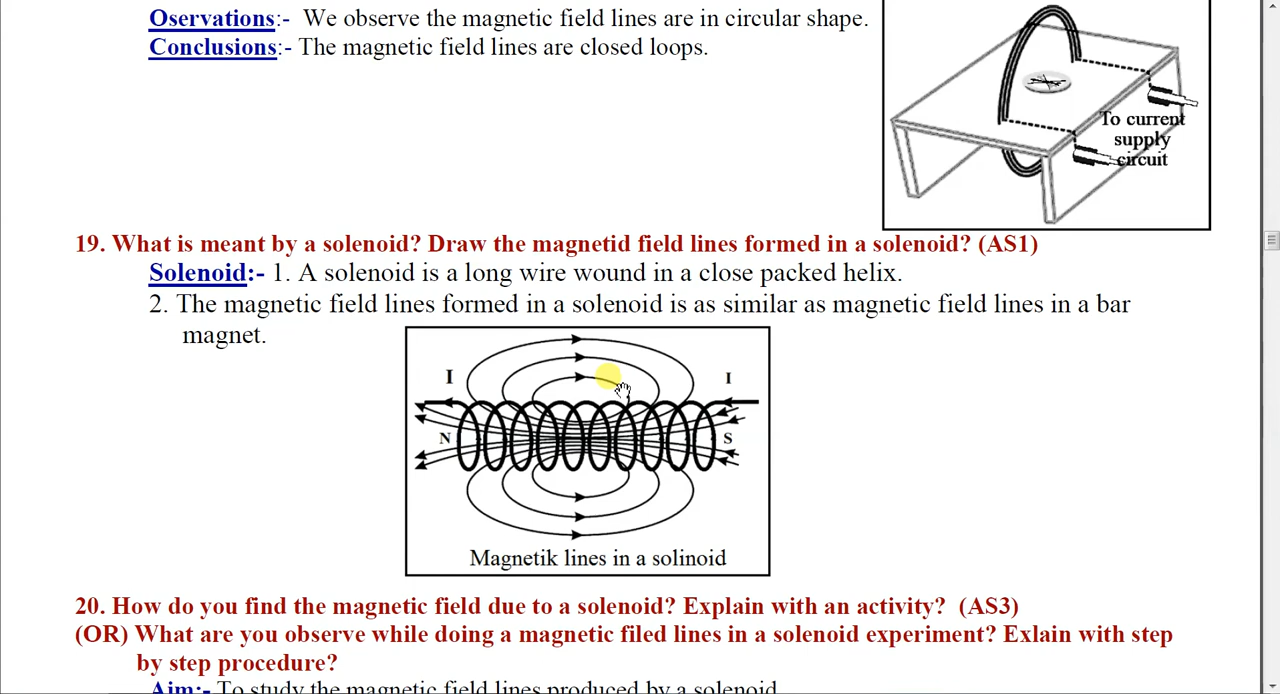 Oservations:- We observe the magnetic field lines are in circular shape.
Conclusions:- The magnetic field lines are closed loops.
To current
supply
circuit
19. What is meant by a solenoid? Draw the magnetid field lines formed in a solenoid? (AS1)
Solenoid:- 1. A solenoid is a long wire wound in a close packed helix.
2. The magnetic field lines formed in a solenoid is as similar as magnetic field lines in a bar
magnet.
I I
N S
Magnetik lines in a solinoid
20. How do you find the magnetic field due to a solenoid? Explain with an activity? (AS3)
(OR) What are you observe while doing a magnetic filed lines in a solenoid experiment? Exlain with step
by step procedure?
Aim:- To study the magnetic field lines produced by a solenoid